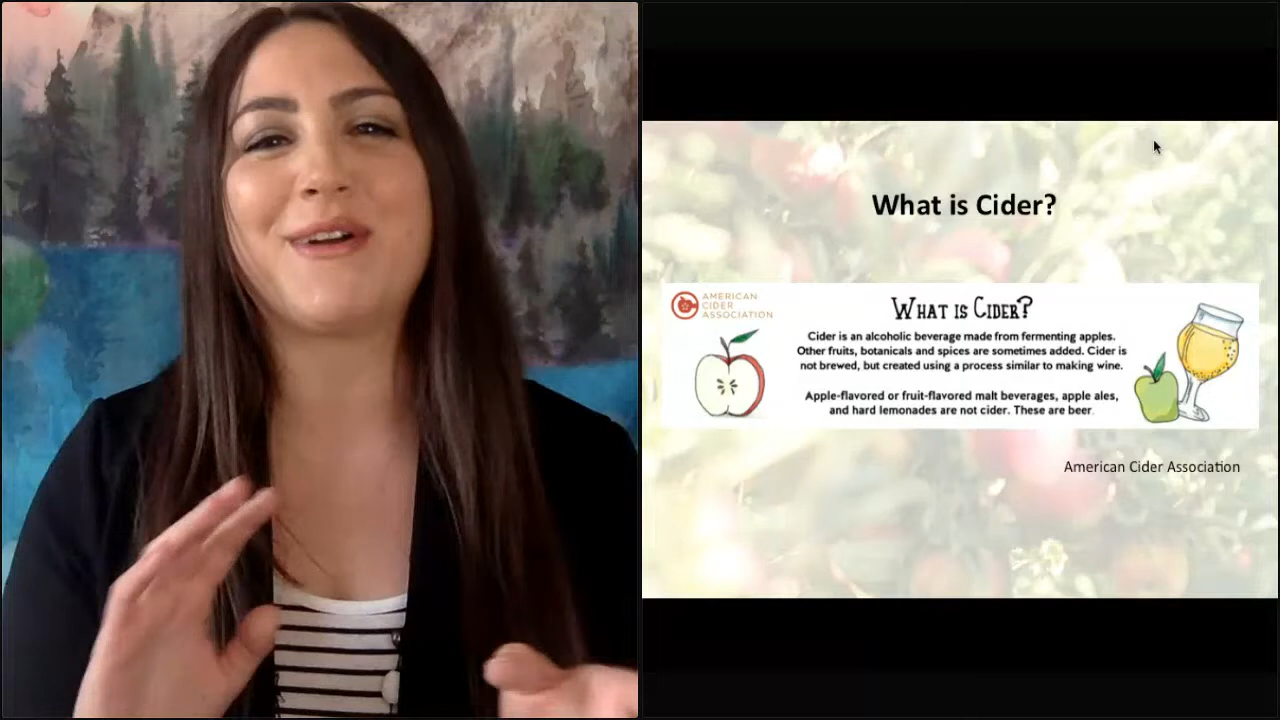 What is Cider?
AMERICAN
CIDER
ASSOCIATION
WHAT IS CIDER?
Cider is an alcoholic beverage made from fermenting apples.
Other fruits, botanicals and spices are sometimes added. Cider is
not brewed, but created using a process similar to making wine.
Apple-flavored or fruit-flavored malt beverages, apple ales,
and hard lemonades are not cider. These are beer.
American Cider Association